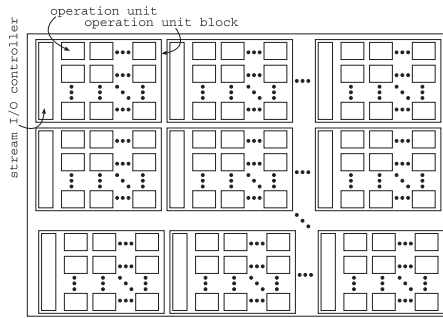 operation unit
operation unit block
stream I/O controller